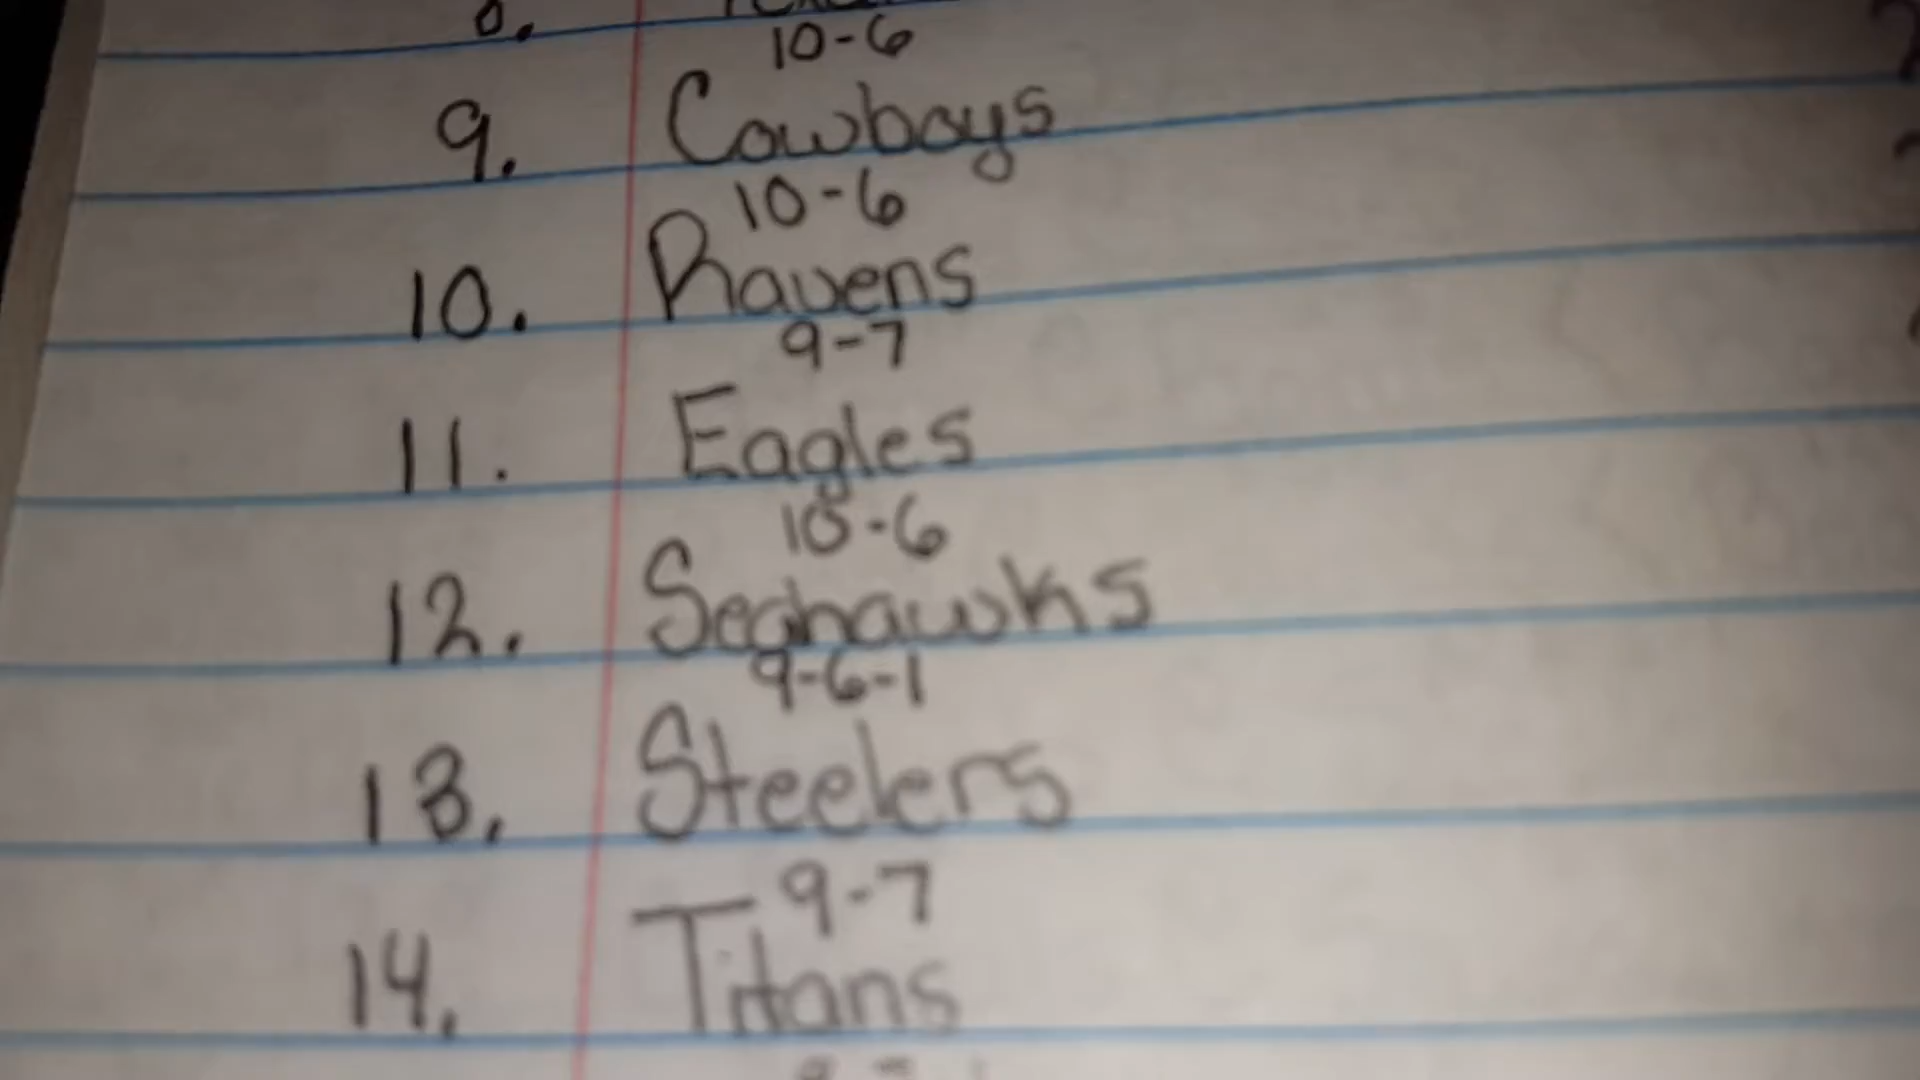 8.
10-6
9. Cowboys
10-6
10. Ravens
9-7
11. Eagles
10-6
12. Seahawks
9-6-1
13. Steelers
9-7
14. Titans